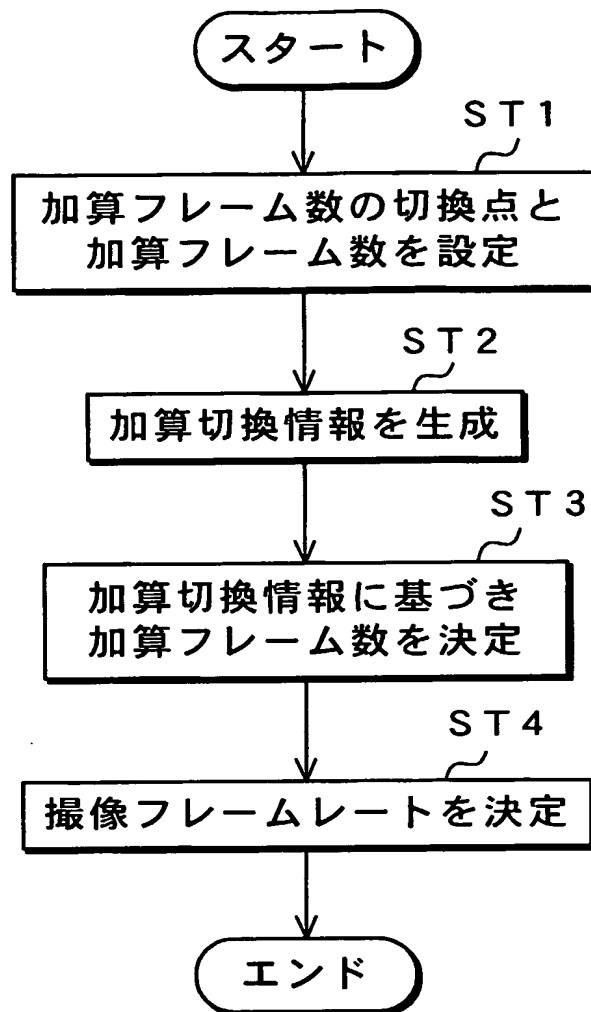 スタート
ST1
加算フレーム数の切換点と
加算フレーム数を設定
ST2
加算切換情報を生成
ST3
加算切換情報に基づき
加算フレーム数を決定
ST4
撮像フレームレートを決定
エンド